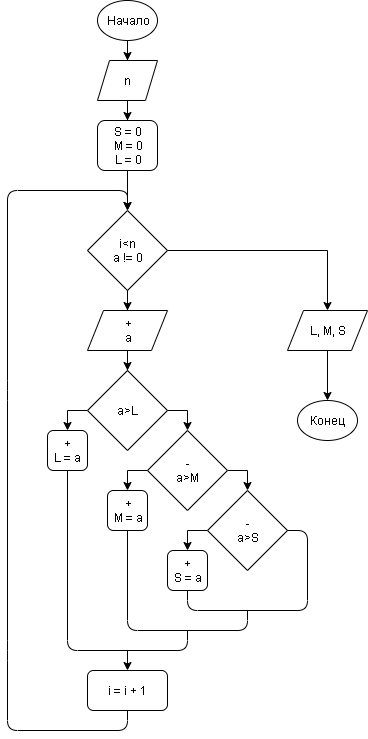 Начало
n
S = 0
M = 0
L = 0
i<n
a != 0
+
a
L, M, S
a>L
Конец
+
L = a
-
a>M
+
M = a
-
a>S
+
S = a
i = i + 1